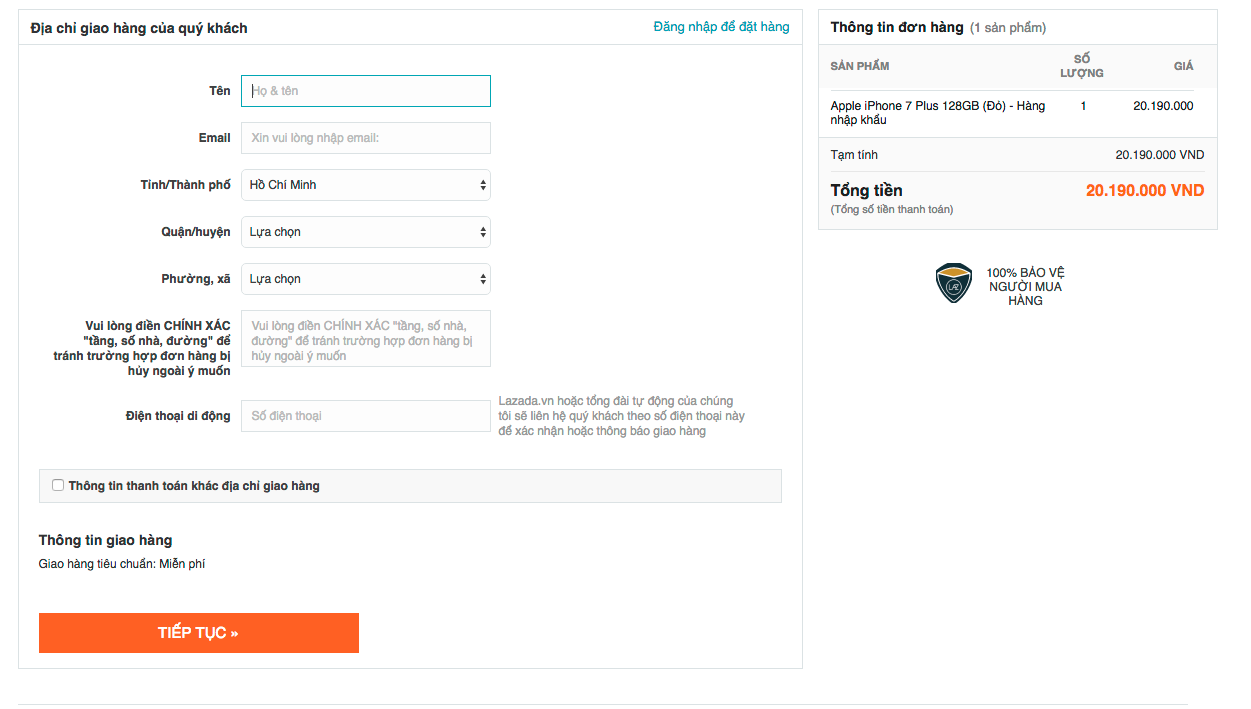 Địa chỉ giao hàng của quý khách
Đăng nhập để đặt hàng
Tên
Họ & tên
Email
Xin vui lòng nhập email:
Tỉnh/Thành phố
Hồ Chí Minh
Quận/huyện
Lựa chọn
Phường, xã
Lựa chọn
Vui lòng điền CHÍNH XÁC
"tầng, số nhà, đường" để
tránh trường hợp đơn hàng bị
hủy ngoài ý muốn
Vui lòng điền CHÍNH XÁC "tầng, số nhà,
đường" để tránh trường hợp đơn hàng bị
hủy ngoài ý muốn
Điện thoại di động
Số điện thoại
Lazada.vn hoặc tổng đài tự động của chúng
tôi sẽ liên hệ quý khách theo số điện thoại này
để xác nhận hoặc thông báo giao hàng
Thông tin thanh toán khác địa chỉ giao hàng
Thông tin giao hàng
Giao hàng tiêu chuẩn: Miễn phí
TIẾP TỤC »
Thông tin đơn hàng (1 sản phẩm)
SẢN PHẨM
SỐ
LƯỢNG
GIÁ
Apple iPhone 7 Plus 128GB (Đỏ) - Hàng
nhập khẩu
1
20.190.000
Tạm tính
20.190.000 VND
Tổng tiền
20.190.000 VND
(Tổng số tiền thanh toán)
LAZ
100% BẢO VỆ
NGƯỜI MUA
HÀNG